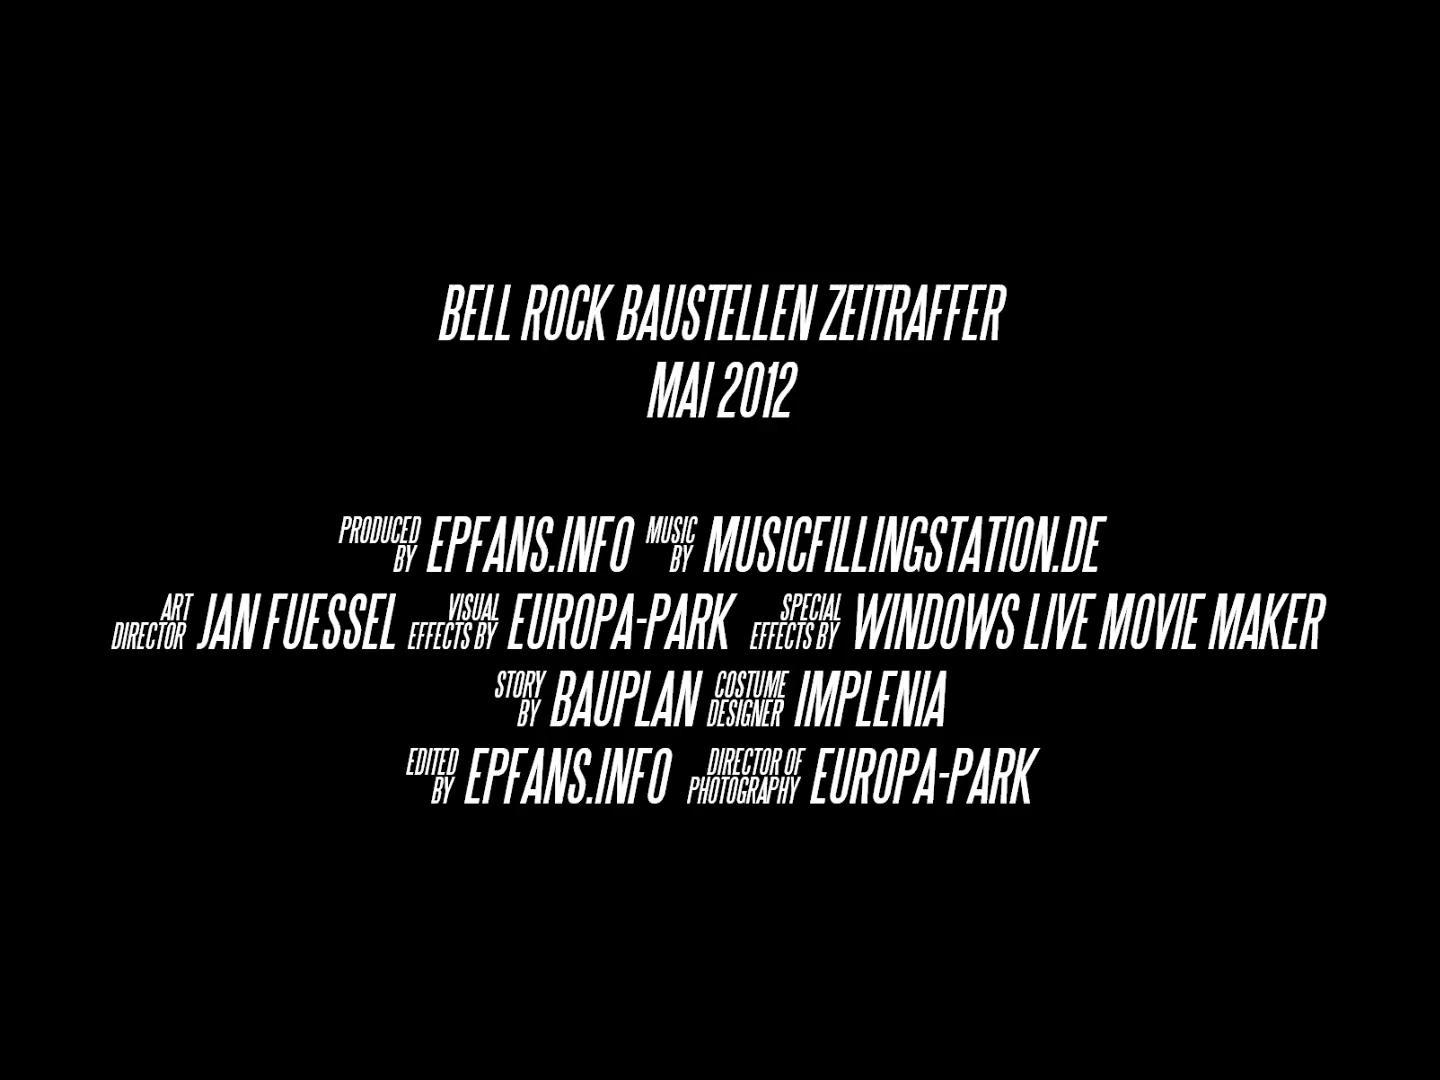 BELL ROCK BAUSTELLEN ZEITRAFFER
MAI 2012
PRODUCED BY EPFANS.INFO MUSIC BY MUSICFILLINGSTATION.DE
ART DIRECTOR JAN FUESSEL VISUAL EFFECTS BY EUROPA-PARK SPECIAL EFFECTS BY WINDOWS LIVE MOVIE MAKER
STORY BY BAUPLAN COSTUME DESIGNER IMPLENIA
EDITED BY EPFANS.INFO DIRECTOR OF PHOTOGRAPHY EUROPA-PARK